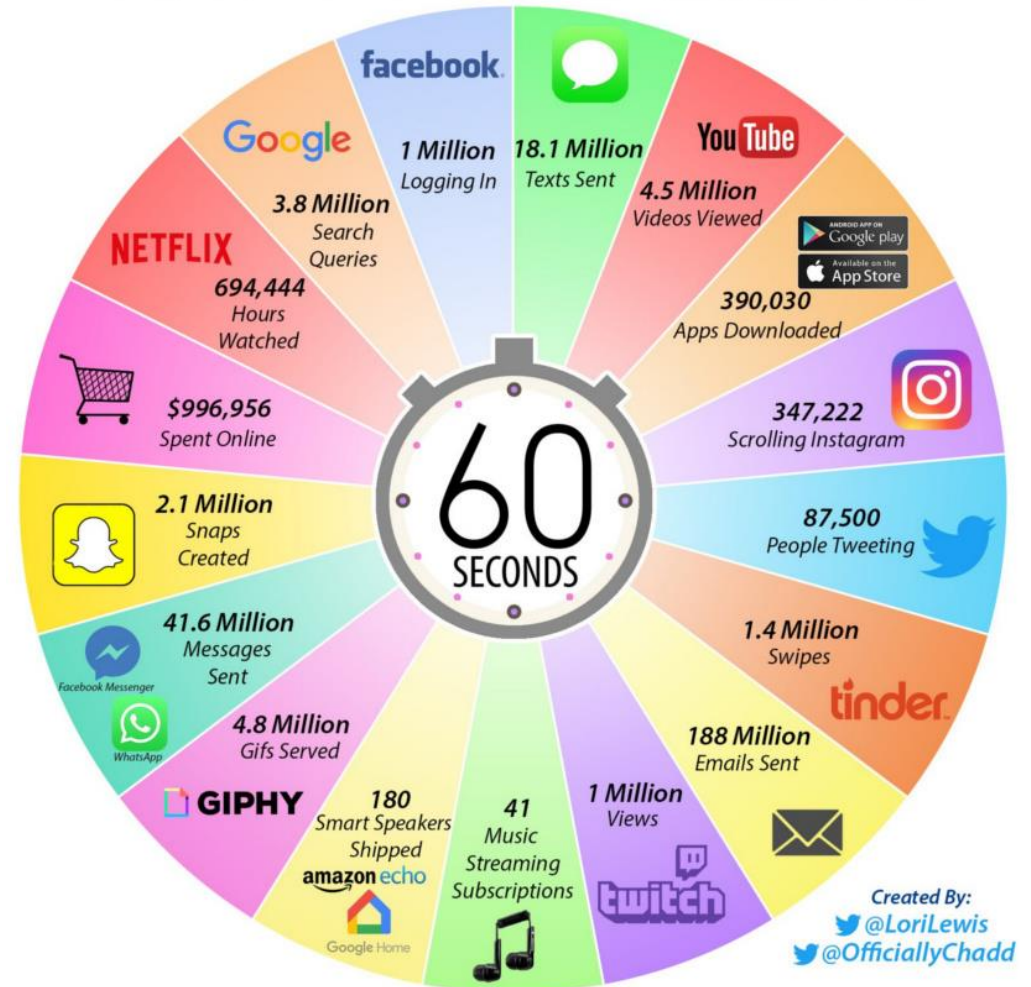 facebook
1 Million
Logging In
18.1 Million
Texts Sent
You Tube
4.5 Million
Videos Viewed
ANDROID APP ON
Google play
Available on the
App Store
390,030
Apps Downloaded
347,222
Scrolling Instagram
87,500
People Tweeting
1.4 Million
Swipes
tinder
188 Million
Emails Sent
1 Million
Views
twitch
41
Music
Streaming
Subscriptions
180
Smart Speakers
Shipped
amazon echo
Google Home
4.8 Million
Gifs Served
GIPHY
41.6 Million
Messages
Sent
Facebook Messenger
WhatsApp
2.1 Million
Snaps
Created
$996,956
Spent Online
NETFLIX
694,444
Hours
Watched
Google
3.8 Million
Search
Queries
60
SECONDS
Created By:
@LoriLewis
@OfficiallyChadd